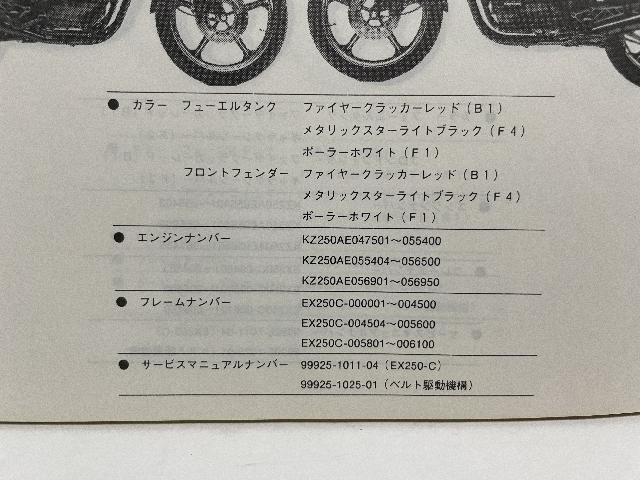 ● カラー フューエルタンク ファイヤークラッカーレッド（B1）
メタリックスターライトブラック（F4）
ポーラーホワイト（F1）
フロントフェンダー ファイヤークラッカーレッド（B1）
メタリックスターライトブラック（F4）
ポーラーホワイト（F1）
● エンジンナンバー KZ250AE047501～055400
KZ250AE055404～056500
KZ250AE056901～056950
● フレームナンバー EX250C-000001～004500
EX250C-004504～005600
EX250C-005801～006100
● サービスマニュアルナンバー 99925-1011-04（EX250-C）
99925-1025-01（ベルト駆動機構）